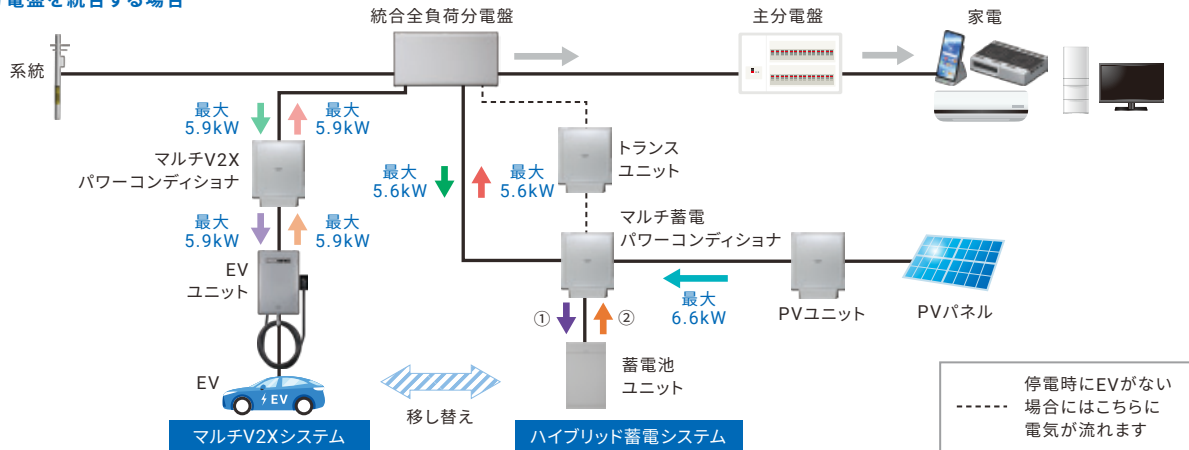 電盤を統合する場合
統合全負荷分電盤
主分電盤
家電
系統
最大
5.9kW
最大
5.9kW
マルチV2X
パワーコンディショナ
最大
5.6kW
最大
5.6kW
トランス
ユニット
最大
5.9kW
最大
5.9kW
マルチ蓄電
パワーコンディショナ
EV
ユニット
最大
6.6kW
PVユニット
PVパネル
①
②
EV
EV
移し替え
蓄電池
ユニット
マルチV2Xシステム
ハイブリッド蓄電システム
停電時にEVがない
場合にはこちらに
電気が流れます